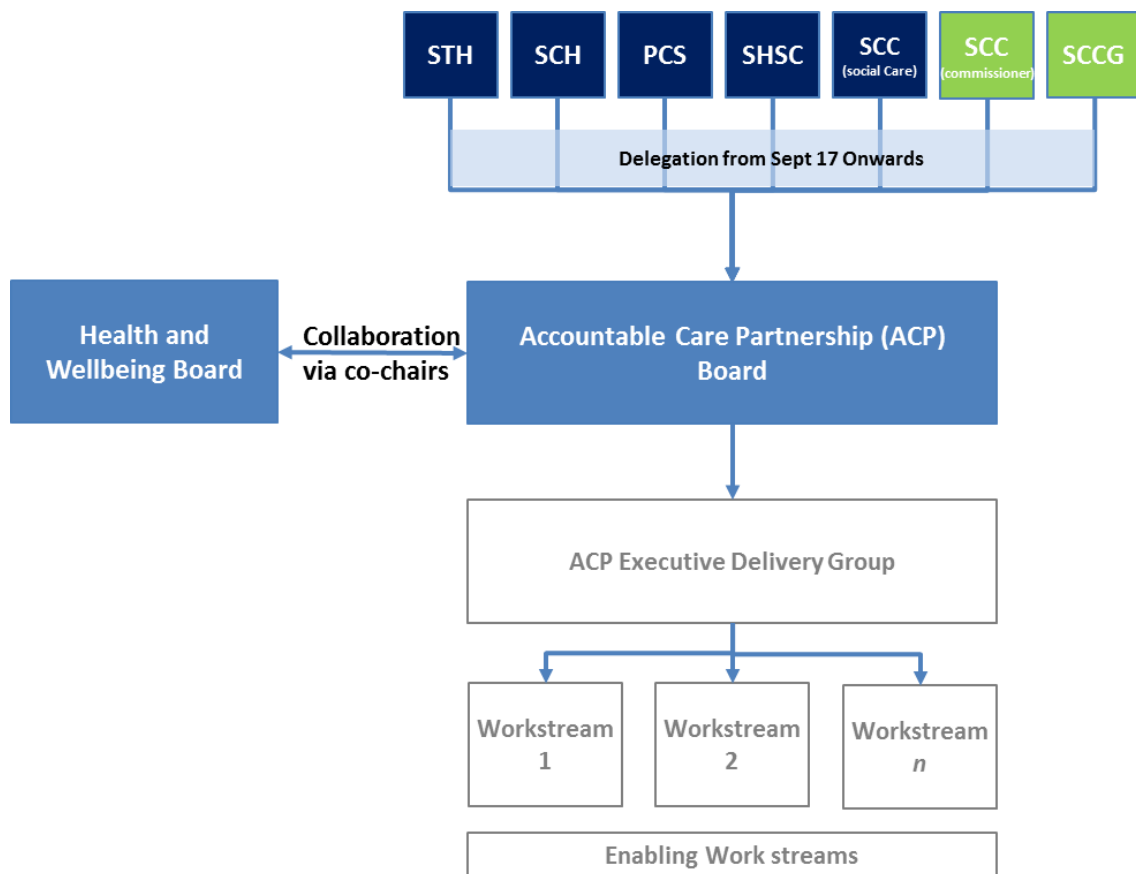 STH
SCH
PCS
SHSC
SCC
(social Care)
SCC
(commissioner)
SCCG
Delegation from Sept 17 Onwards
Health and
Wellbeing Board
Collaboration
via co-chairs
Accountable Care Partnership (ACP)
Board
ACP Executive Delivery Group
Workstream
1
Workstream
2
Workstream
n
Enabling Work streams